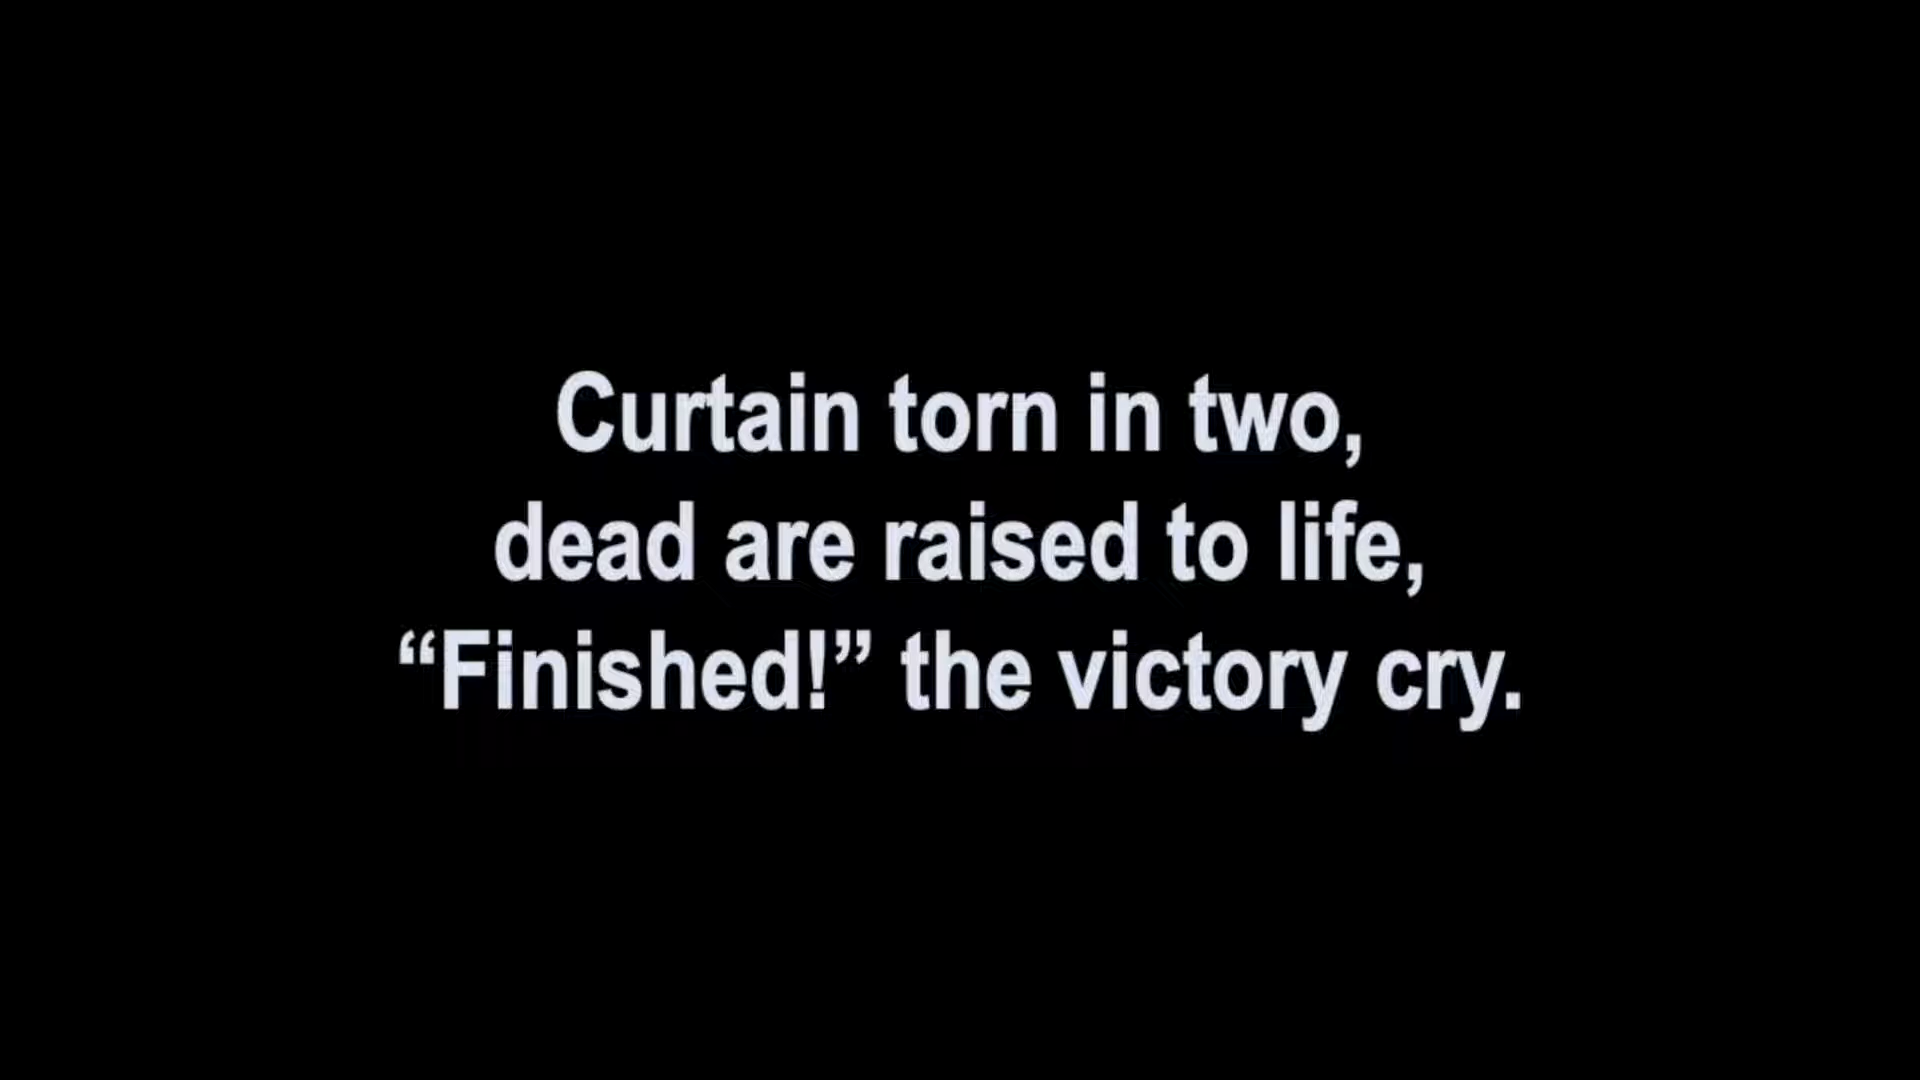 Curtain torn in two,
dead are raised to life,
“Finished!” the victory cry.